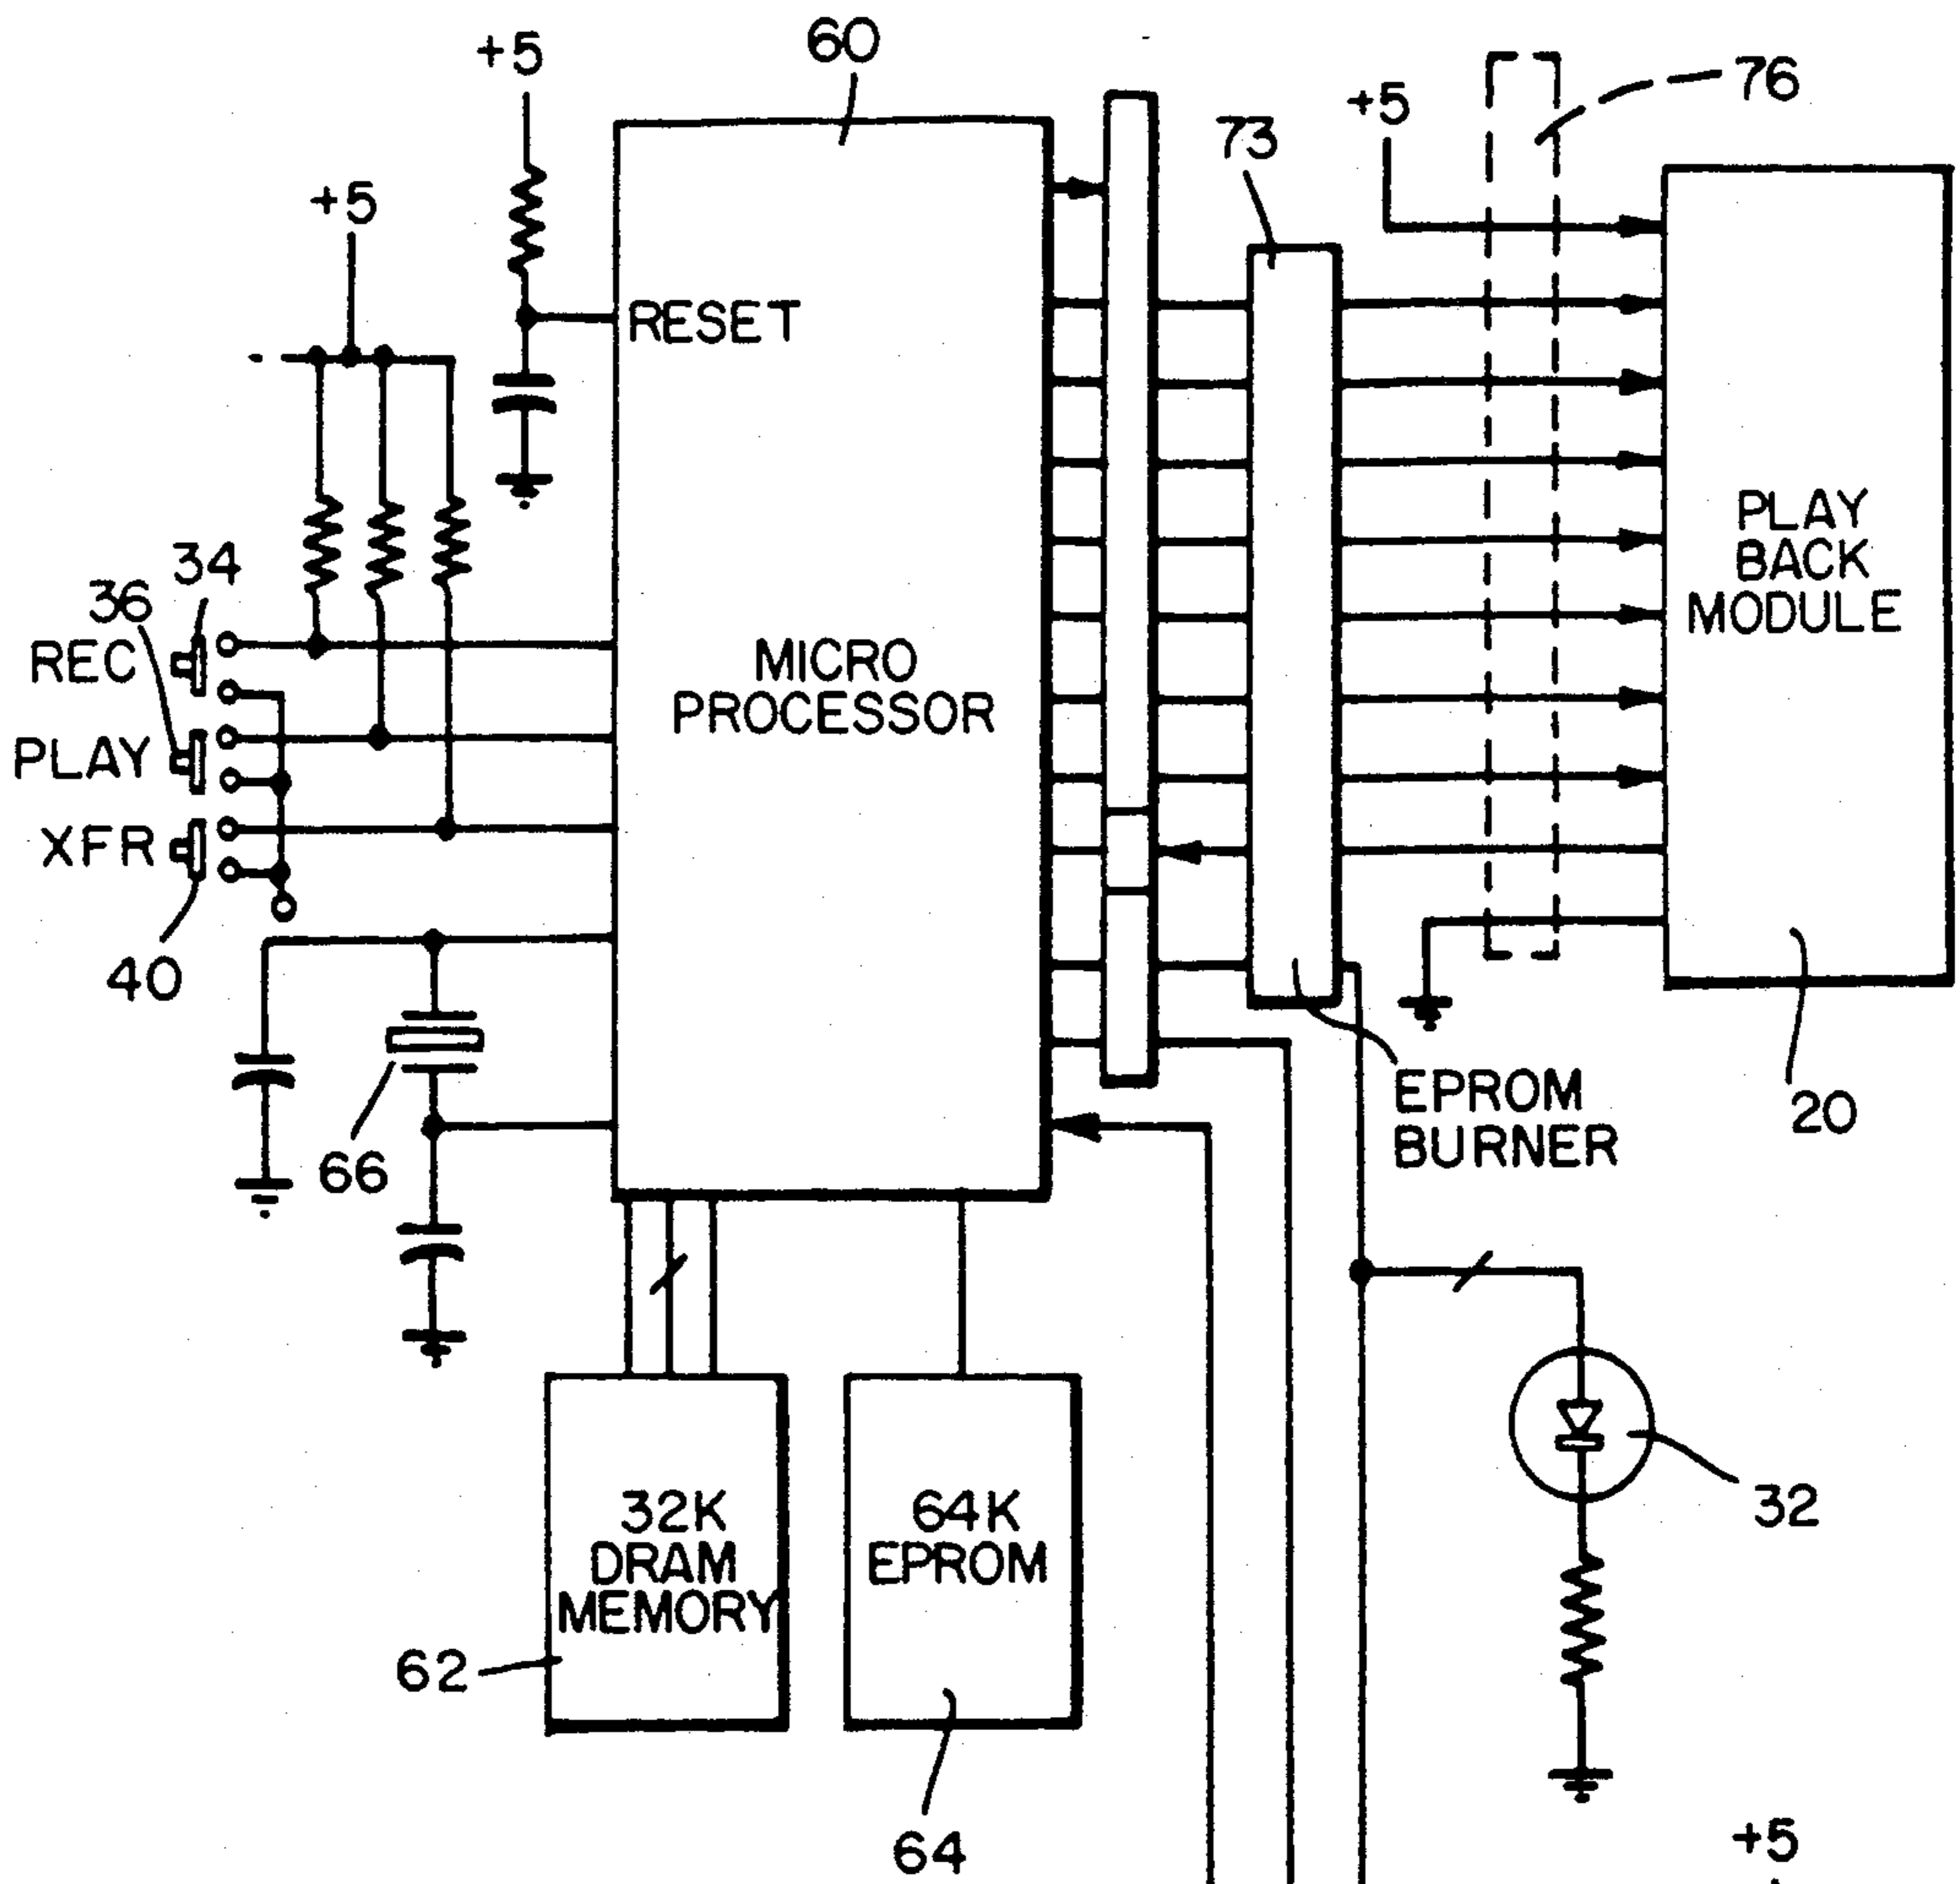 +5
60
+5
76
73
+5
RESET
PLAY
BACK
MODULE
34
36
REC
MICRO
PROCESSOR
PLAY
XFR
40
EPROM
BURNER
20
66
32K
DRAM
MEMORY
64K
EPROM
32
62
64
+5